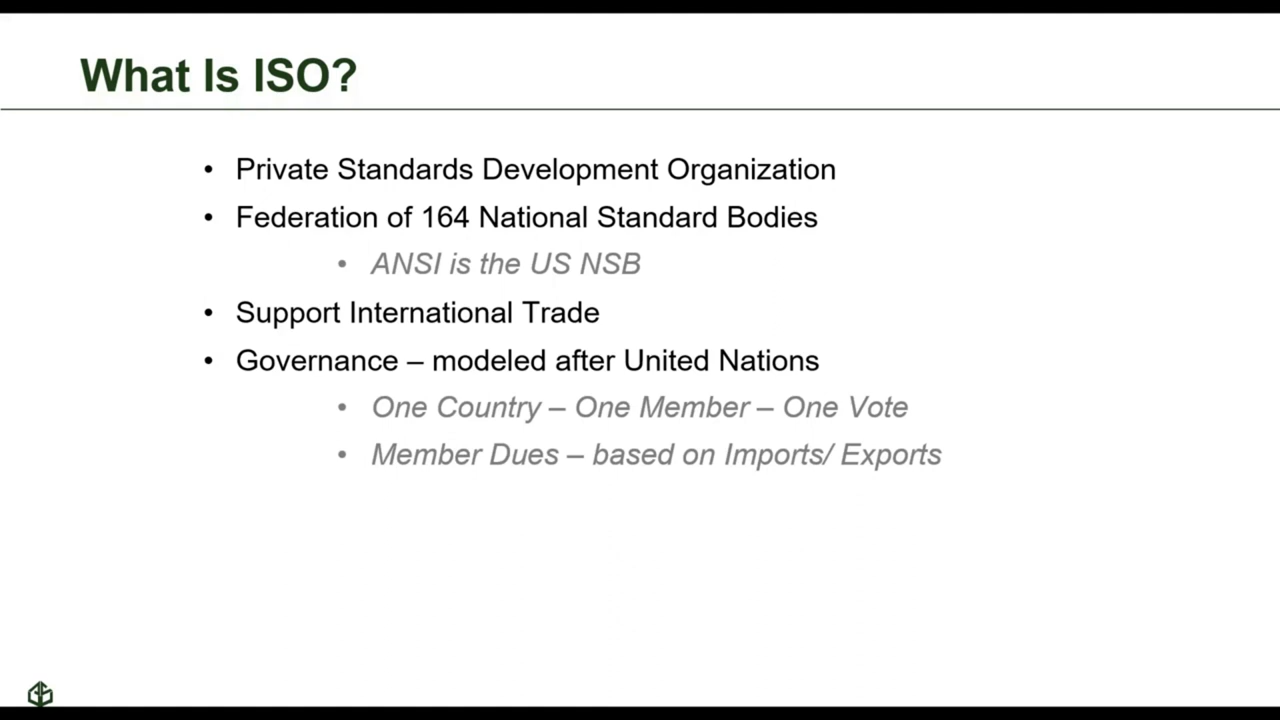 What Is ISO?
• Private Standards Development Organization
• Federation of 164 National Standard Bodies
• ANSI is the US NSB
• Support International Trade
• Governance – modeled after United Nations
• One Country – One Member – One Vote
• Member Dues – based on Imports/ Exports